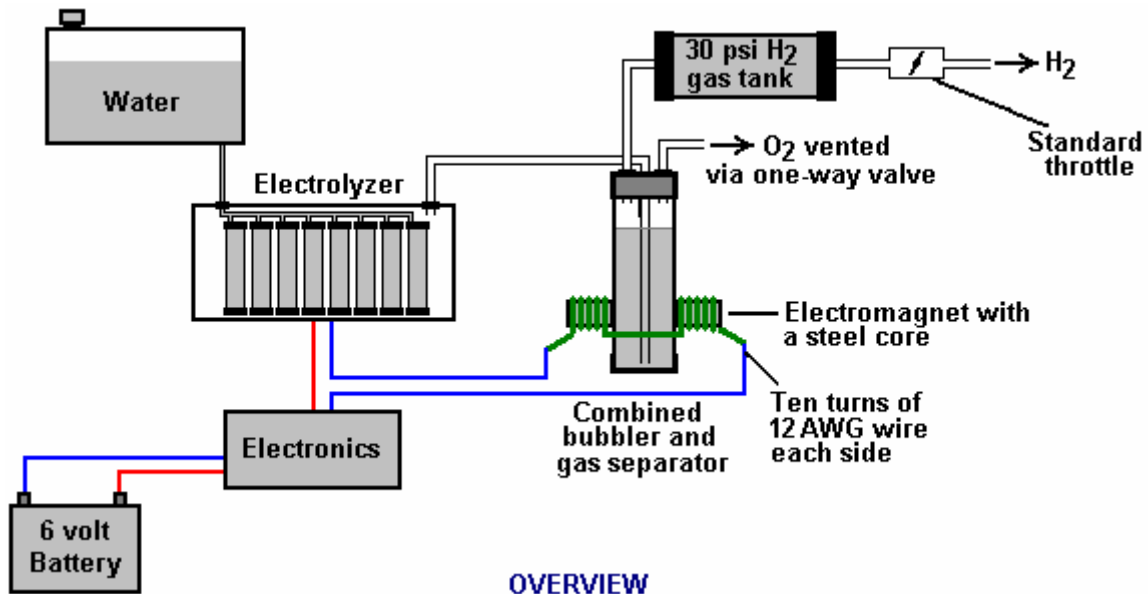 Water
30 psi H2
gas tank
H2
Standard
throttle
O2 vented
via one-way valve
Electrolyzer
Electromagnet with
a steel core
Combined
bubbler and
gas separator
Ten turns of
12 AWG wire
each side
Electronics
6 volt
Battery
OVERVIEW